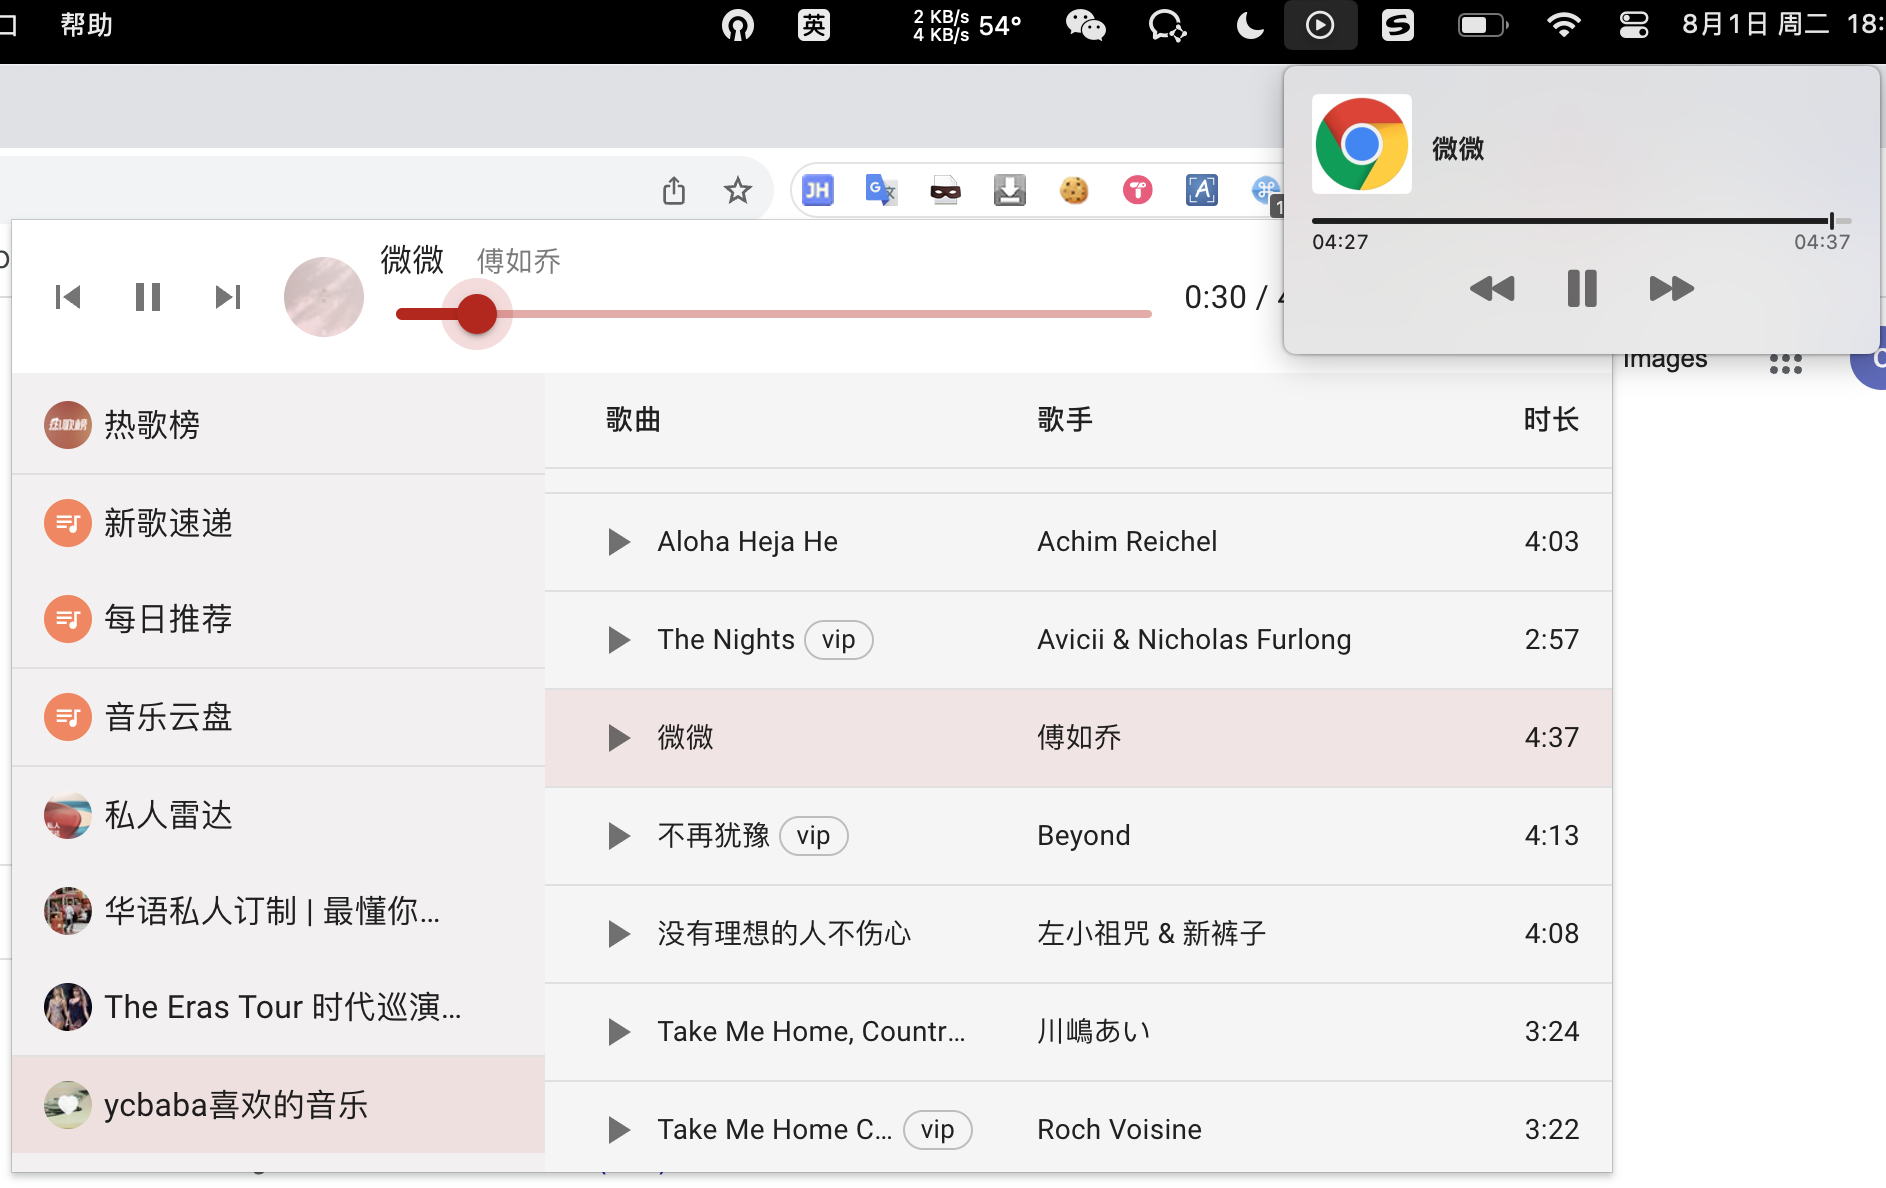 帮助
英
2 KB/s
4 KB/s
54°
8月1日 周二 18:
JH
G 文
A
1
微微
04:27
04:37
微微 傅如乔
0:30 /
Images
热歌榜
新歌速递
每日推荐
音乐云盘
私人雷达
华语私人订制 | 最懂你...
The Eras Tour 时代巡演...
ycbaba喜欢的音乐
歌曲 歌手 时长
Aloha Heja He Achim Reichel 4:03
The Nights vip Avicii & Nicholas Furlong 2:57
微微 傅如乔 4:37
不再犹豫 vip Beyond 4:13
没有理想的人不伤心 左小祖咒 & 新裤子 4:08
Take Me Home, Countr... 川嶋あい 3:24
Take Me Home C... vip Roch Voisine 3:22